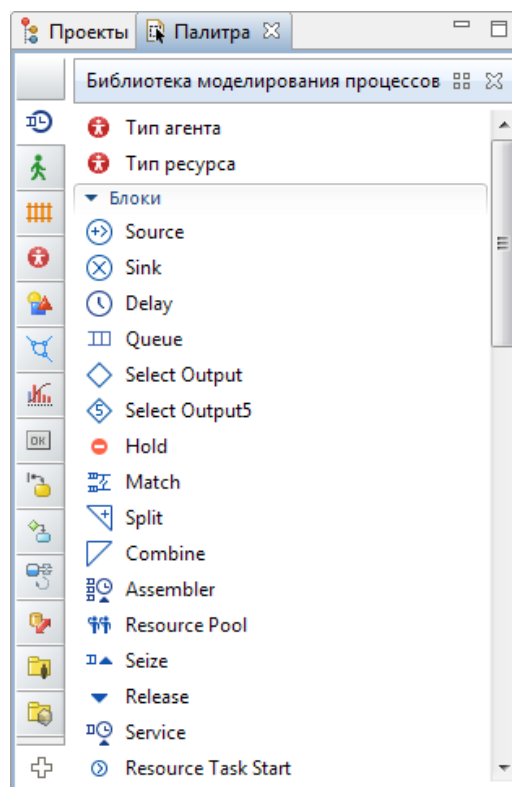 Проекты Палитра
Библиотека моделирования процессов
Тип агента
Тип ресурса
Блоки
Source
Sink
Delay
Queue
Select Output
Select Output5
Hold
OK
Match
Split
Combine
Assembler
Resource Pool
Seize
Release
Service
Resource Task Start